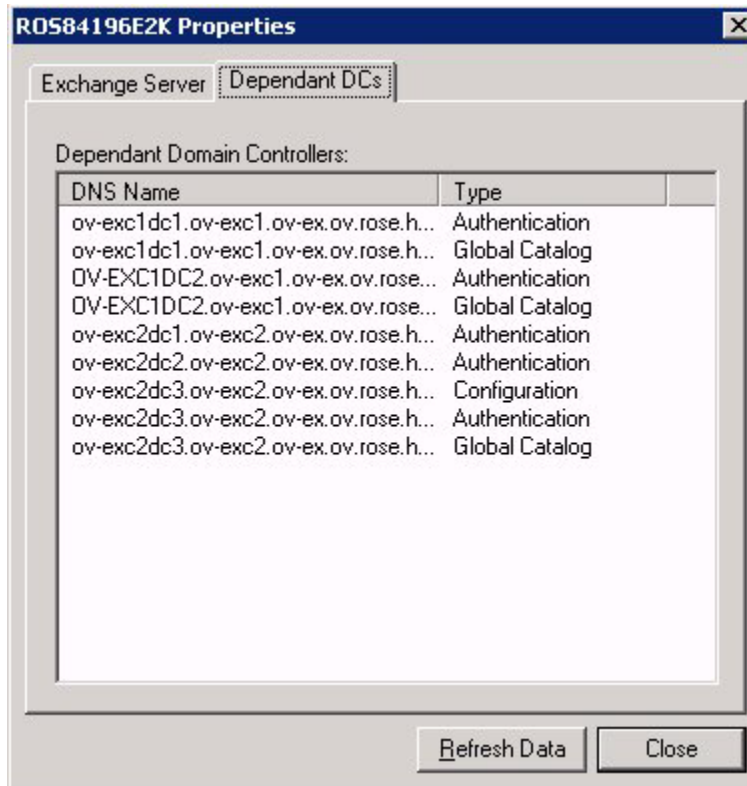 ROS84196E2K Properties
Exchange Server Dependant DCs
Dependant Domain Controllers:
DNS Name Type
ov-exc1dc1.ov-exc1.ov-ex.ov.rose.h... Authentication
ov-exc1dc1.ov-exc1.ov-ex.ov.rose.h... Global Catalog
OV-EXC1DC2.ov-exc1.ov-ex.ov.rose... Authentication
OV-EXC1DC2.ov-exc1.ov-ex.ov.rose... Global Catalog
ov-exc2dc1.ov-exc2.ov-ex.ov.rose.h... Authentication
ov-exc2dc2.ov-exc2.ov-ex.ov.rose.h... Authentication
ov-exc2dc3.ov-exc2.ov-ex.ov.rose.h... Configuration
ov-exc2dc3.ov-exc2.ov-ex.ov.rose.h... Authentication
ov-exc2dc3.ov-exc2.ov-ex.ov.rose.h... Global Catalog
Refresh Data Close